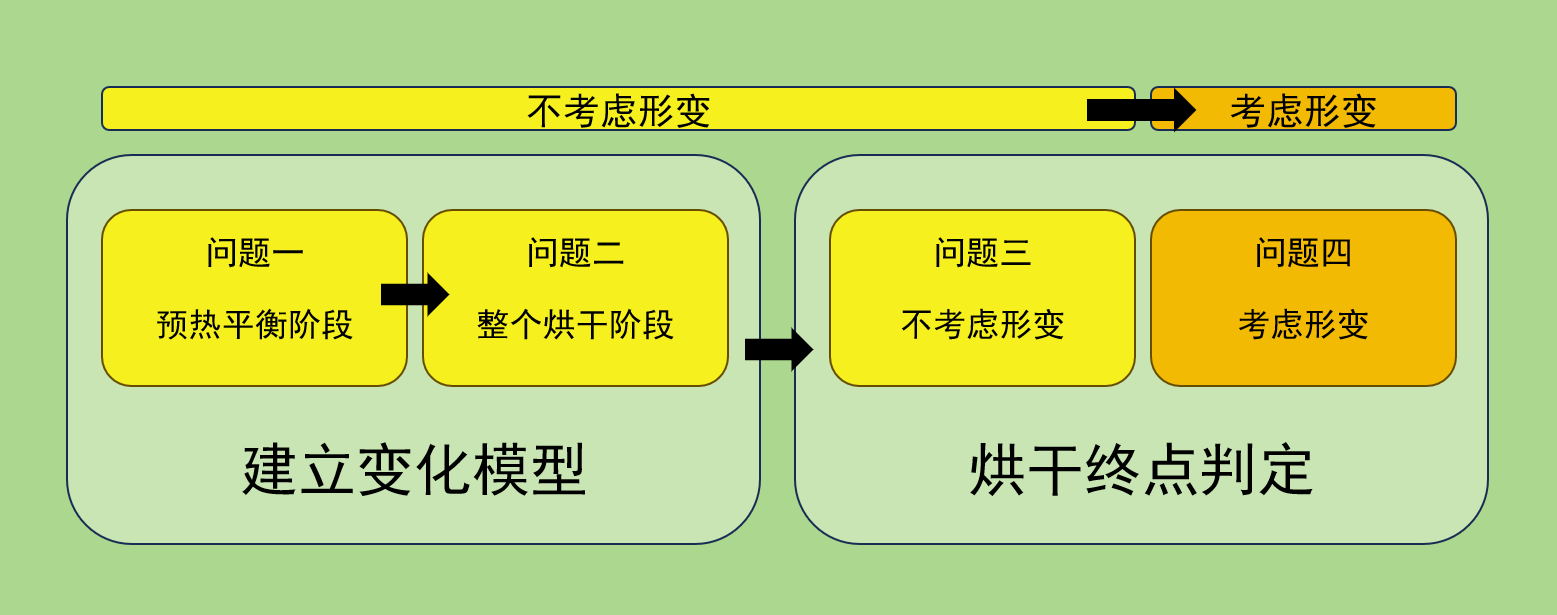 不考虑形变
考虑形变
问题一
预热平衡阶段
问题二
整个烘干阶段
建立变化模型
问题三
不考虑形变
问题四
考虑形变
烘干终点判定